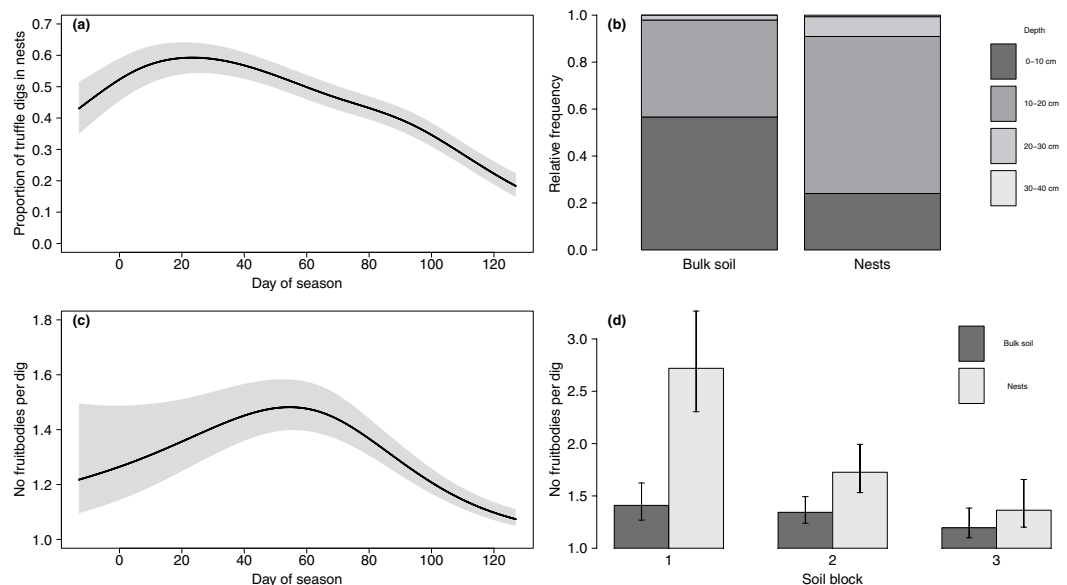 (a)
Proportion of truffle digs in nests
0.7
0.6
0.5
0.4
0.3
0.2
0.1
0.0
0 20 40 60 80 100 120
Day of season
(b)
Relative frequency
1.0
0.8
0.6
0.4
0.2
0.0
Bulk soil Nests
Depth
0–10 cm
10–20 cm
20–30 cm
30–40 cm
(c)
No fruitbodies per dig
1.8
1.6
1.4
1.2
1.0
0 20 40 60 80 100 120
Day of season
(d)
No fruitbodies per dig
3.0
2.5
2.0
1.5
1.0
1 2 3
Soil block
Bulk soil
Nests